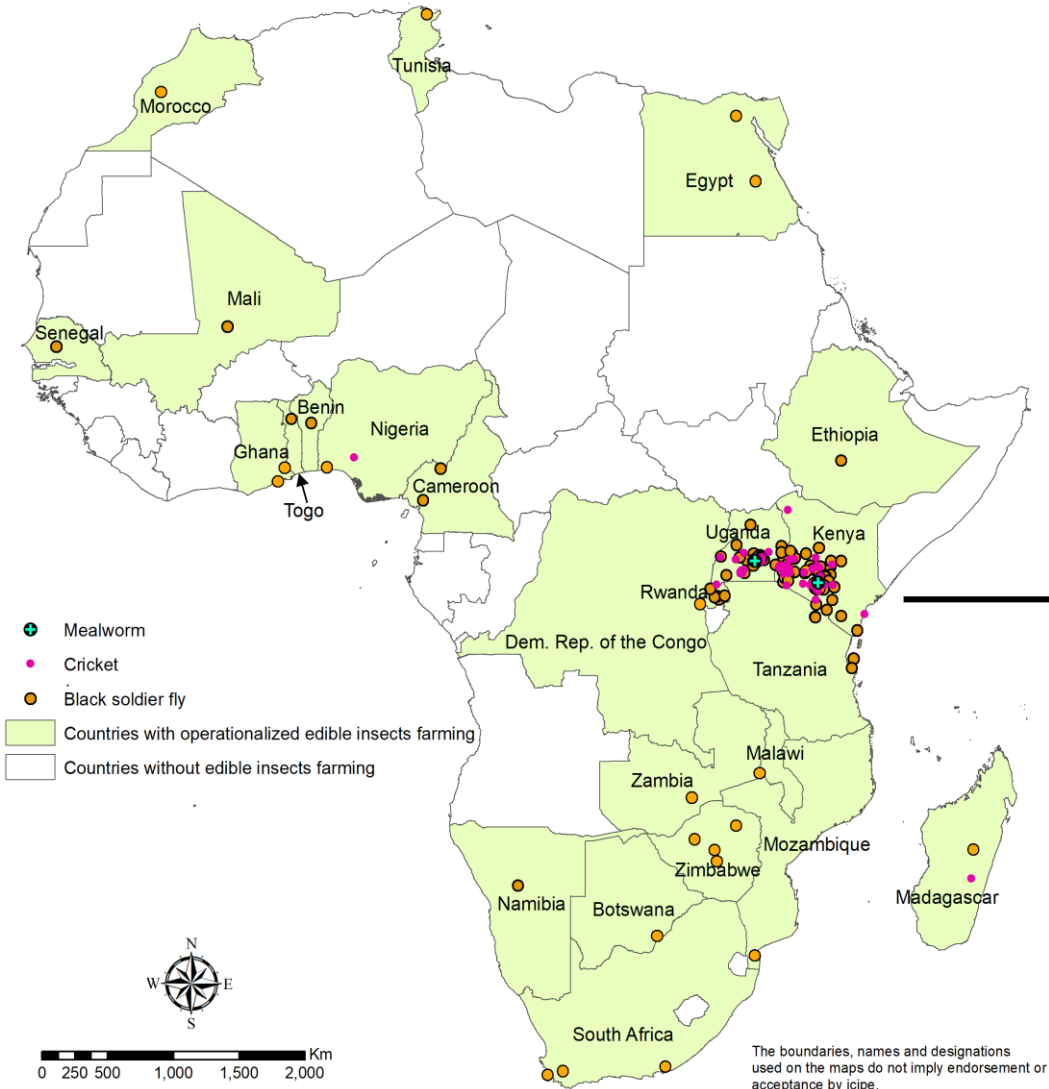 Tunisia
Morocco
Egypt
Mali
Senegal
Benin
Nigeria
Ghana
Ethiopia
Cameroon
Togo
Uganda
Kenya
Rwanda
Dem. Rep. of the Congo
Tanzania
Malawi
Zambia
Mozambique
Zimbabwe
Madagascar
Namibia
Botswana
South Africa
Mealworm
Cricket
Black soldier fly
Countries with operationalized edible insects farming
Countries without edible insects farming
N
W E
S
Km
0 250 500 1,000 1,500 2,000
The boundaries, names and designations
used on the maps do not imply endorsement or
acceptance by icipe.